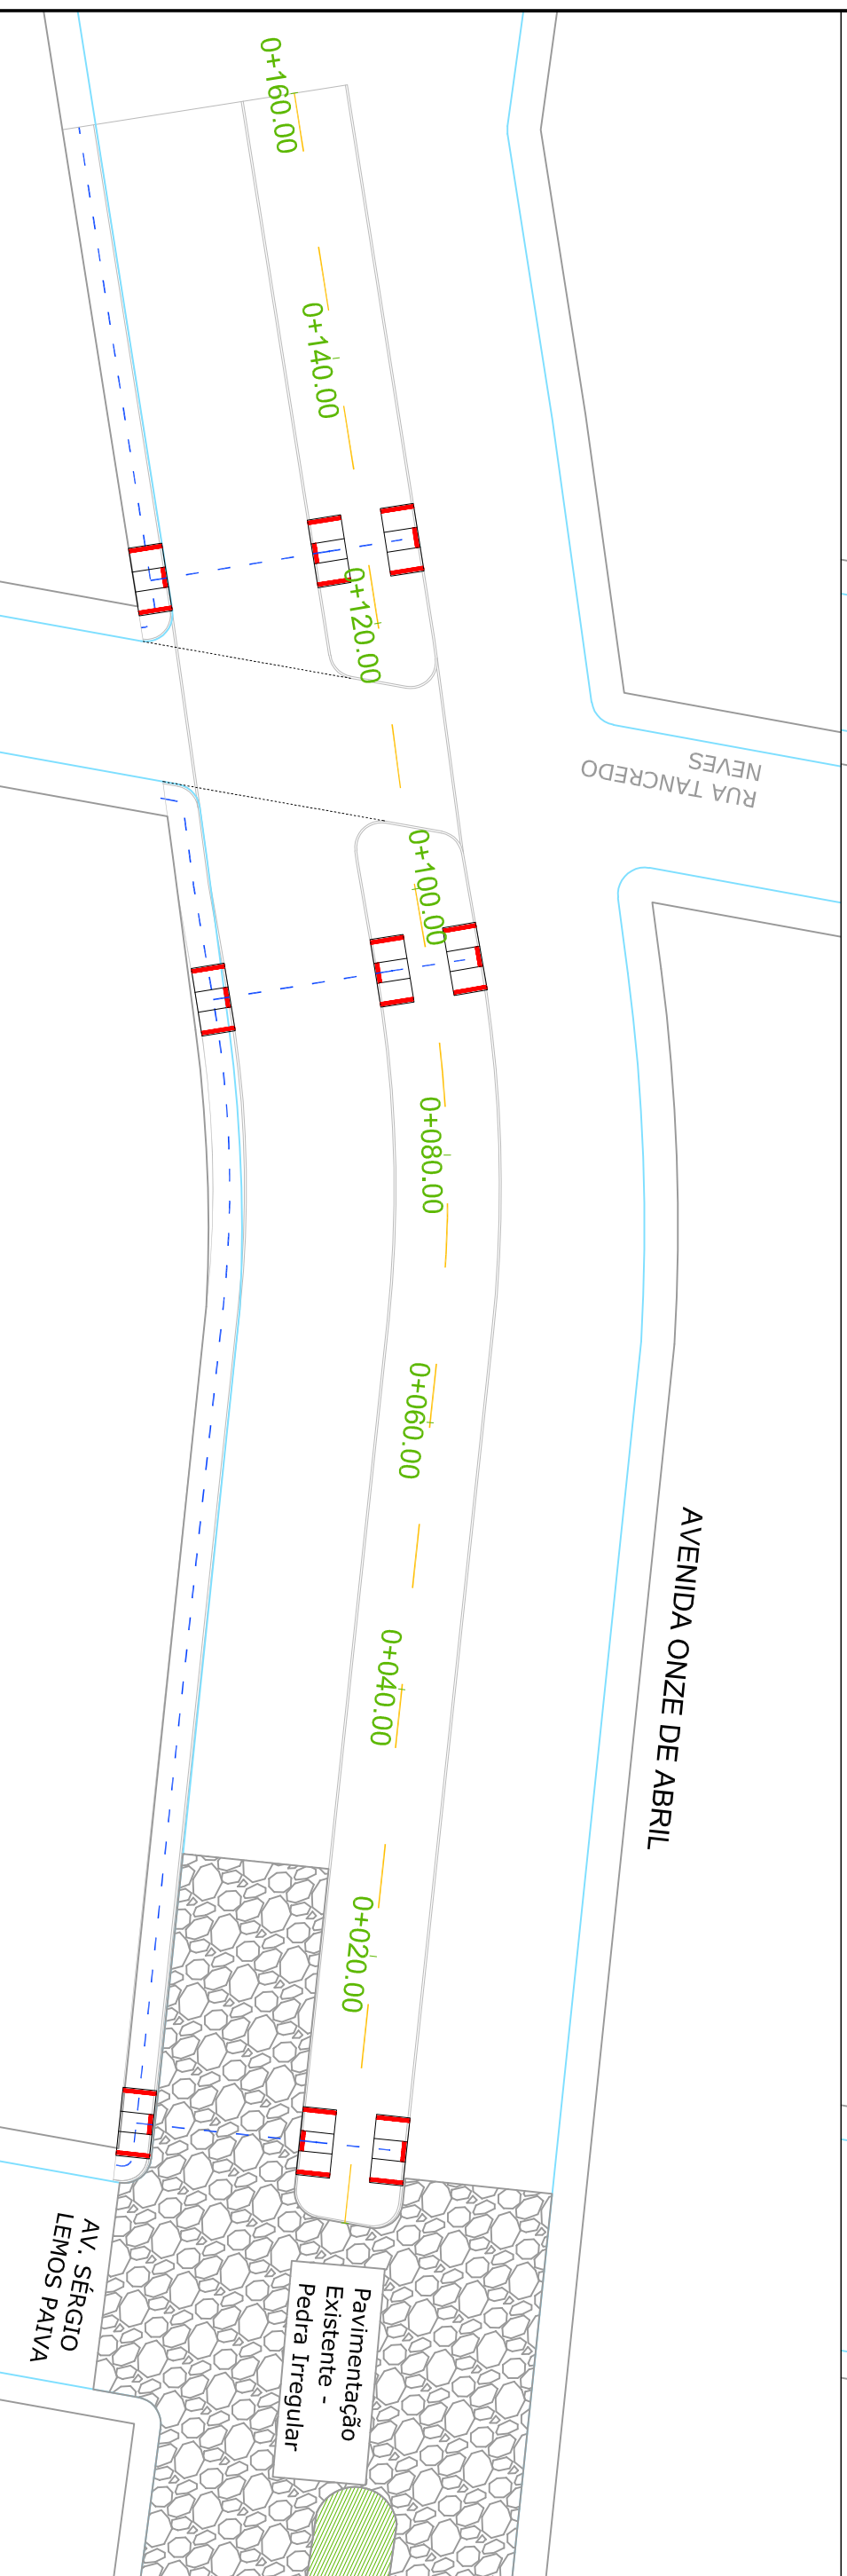 0+160.00
0+140.00
0+120.00
RUA TANCREDO
NEVES
0+100.00
0+080.00
0+060.00
AVENIDA ONZE DE ABRIL
0+040.00
0+020.00
AV. SÉRGIO
LEMOS PAIVA
Pavimentação
Existente -
Pedra Irregular